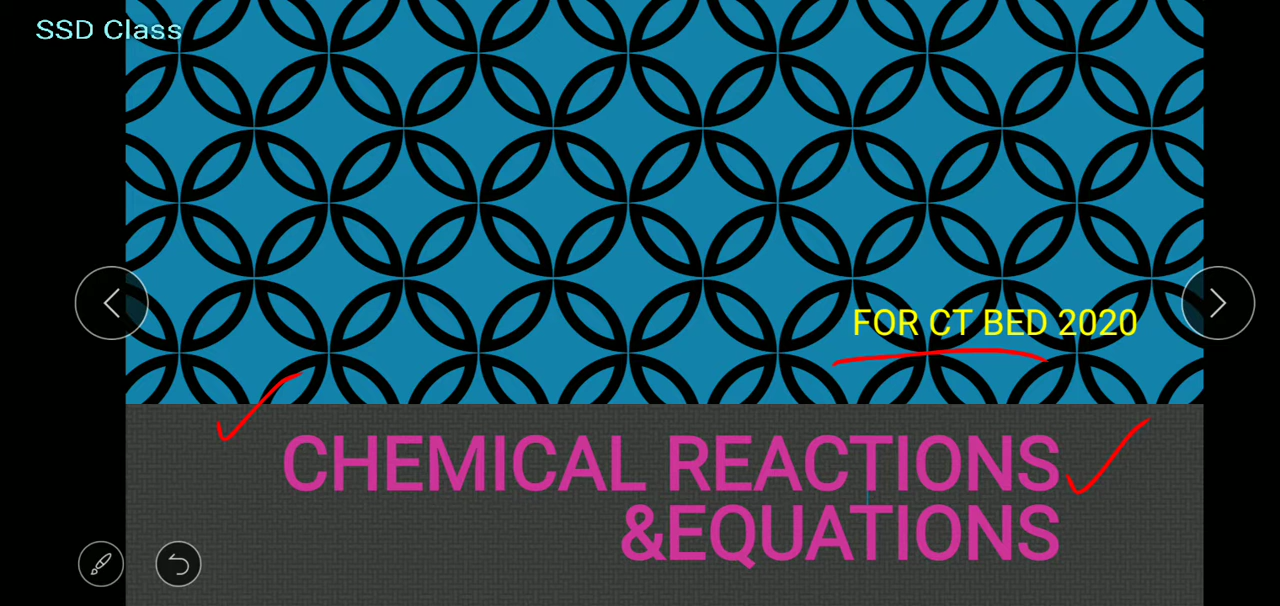 SSD Class
FOR CT BED 2020
CHEMICAL REACTIONS
&EQUATIONS